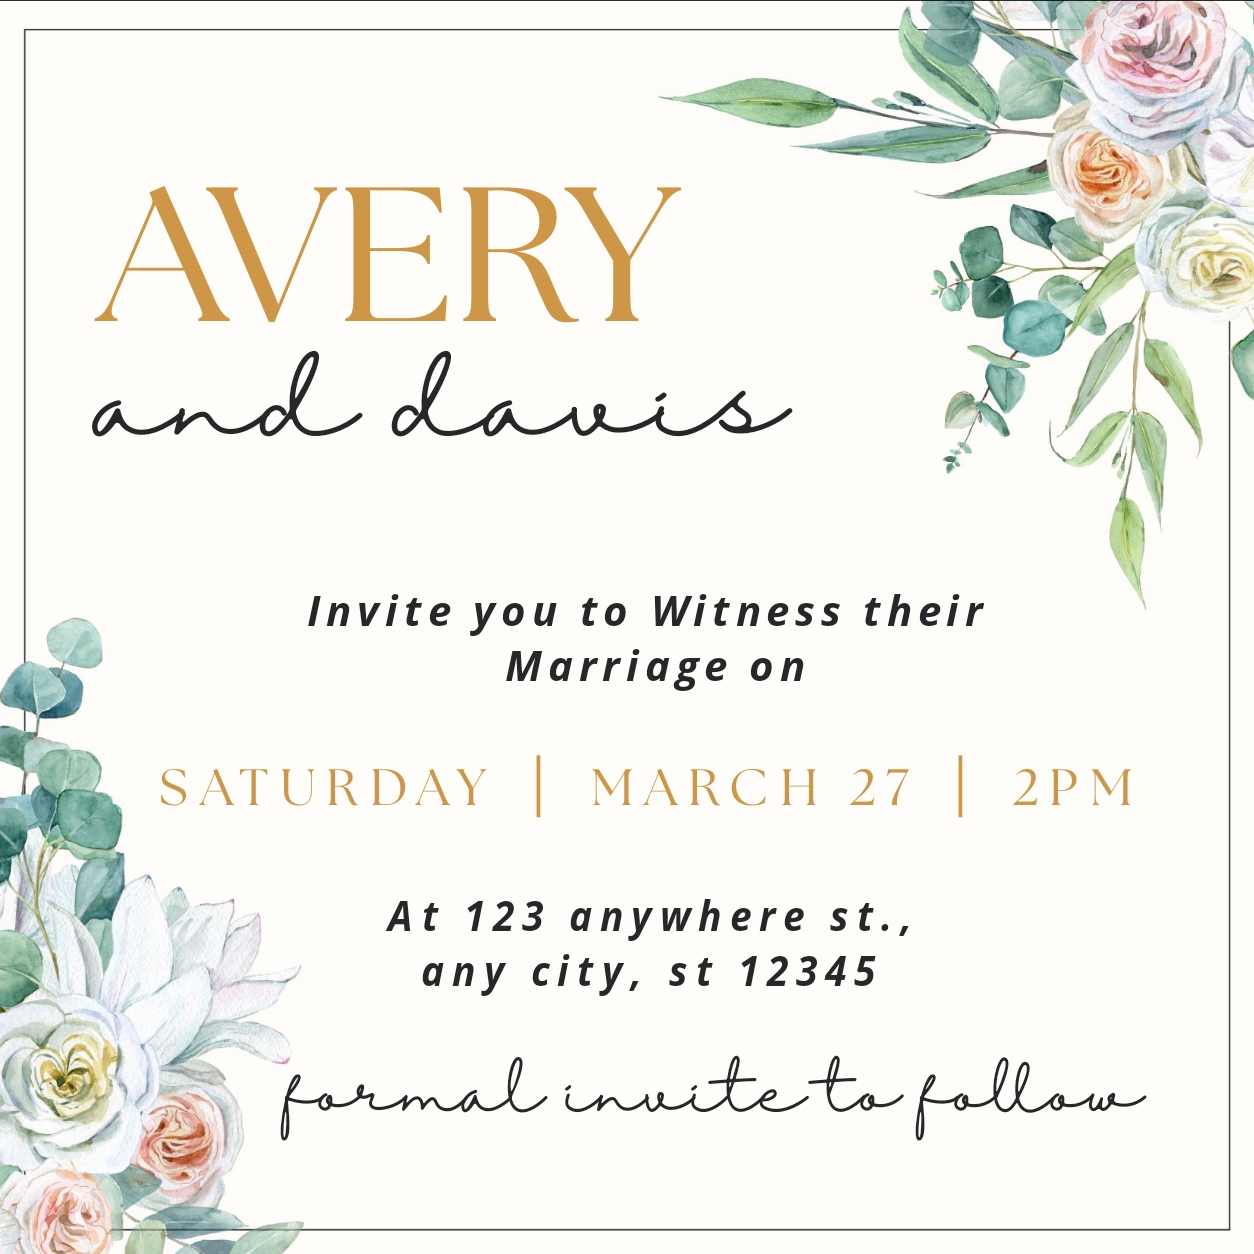 AVERY
and davis
Invite you to Witness their
Marriage on
SATURDAY | MARCH 27 | 2PM
At 123 anywhere st.,
any city, st 12345
formal invite to follow